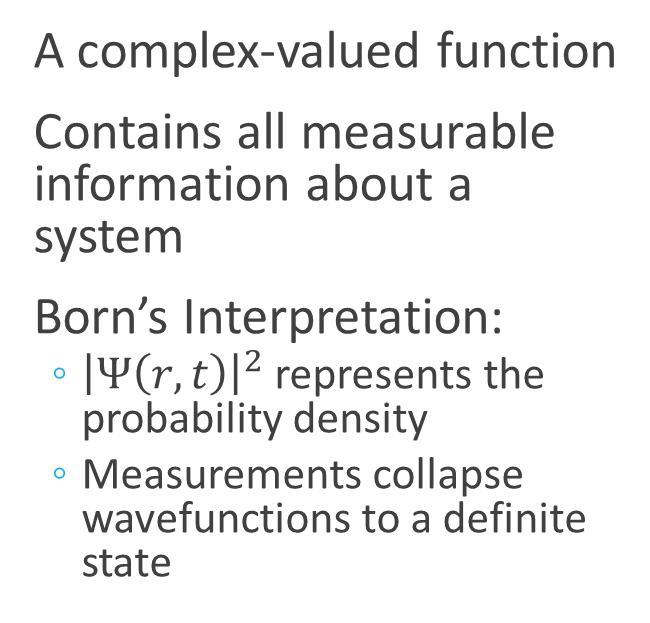 A complex-valued function
Contains all measurable
information about a
system
Born’s Interpretation:
◦ |Ψ(r, t)|² represents the
probability density
◦ Measurements collapse
wavefunctions to a definite
state